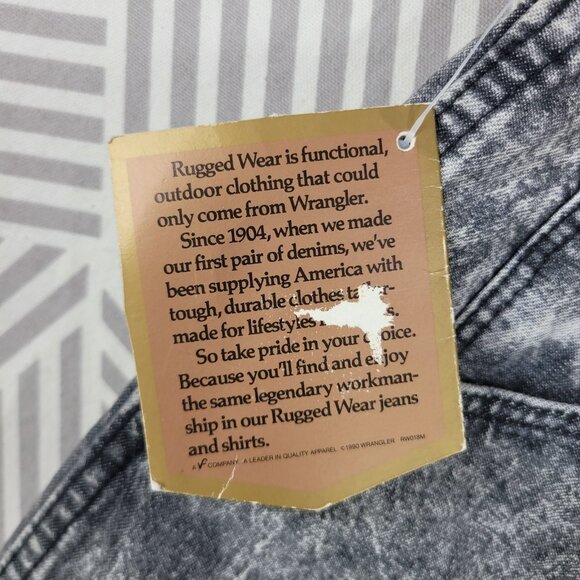 Rugged Wear is functional,
outdoor clothing that could
only come from Wrangler.
Since 1904, when we made
our first pair of denims, we've
been supplying America with
tough, durable clothes
made for lifestyles
So take pride in your
Because you'll find and enjoy
the same legendary workman-
ship in our Rugged Wear jeans
and shirts.
A VF COMPANY. A LEADER IN QUALITY APPAREL ©1990 WRANGLER RW018M